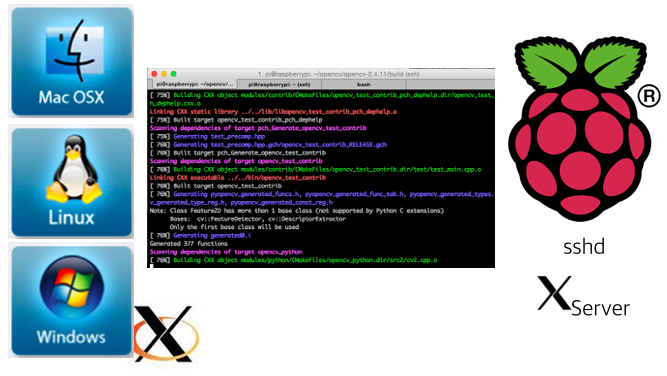 Mac OSX
Linux
Windows
1. pi@raspberrypi: ~/opencv/opencv-2.4.11/build (ssh)
pi@raspberrypi: ~/opencv/...
pi@raspberrypi: ~ (ssh)
bash
[ 75%] Building CXX object modules/contrib/CMakeFiles/opencv_test_contrib_pch_dephelp.dir/opencv_test_contrib_pc
h_dephelp.cxx.o
Linking CXX static library ../../lib/libopencv_test_contrib_pch_dephelp.a
[ 75%] Built target opencv_test_contrib_pch_dephelp
Scanning dependencies of target pch_Generate_opencv_test_contrib
[ 75%] Generating test_precomp.hpp
[ 76%] Generating test_precomp.hpp.gch/opencv_test_contrib_RELEASE.gch
[ 76%] Built target pch_Generate_opencv_test_contrib
Scanning dependencies of target opencv_test_contrib
[ 76%] Building CXX object modules/contrib/CMakeFiles/opencv_test_contrib.dir/test/test_main.cpp.o
Linking CXX executable ../../bin/opencv_test_contrib
[ 76%] Built target opencv_test_contrib
[ 76%] Generating pyopencv_generated_funcs.h, pyopencv_generated_func_tab.h, pyopencv_generated_types.h, pyopenc
v_generated_type_reg.h, pyopencv_generated_const_reg.h
Note: Class Feature2D has more than 1 base class (not supported by Python C extensions)
Bases: cv::FeatureDetector, cv::DescriptorExtractor
Only the first base class will be used
[ 76%] Generating generated0.i
Generated 377 functions
Scanning dependencies of target opencv_python
[ 76%] Building CXX object modules/python/CMakeFiles/opencv_python.dir/src2/cv2.cpp.o
®
sshd
X Server
X